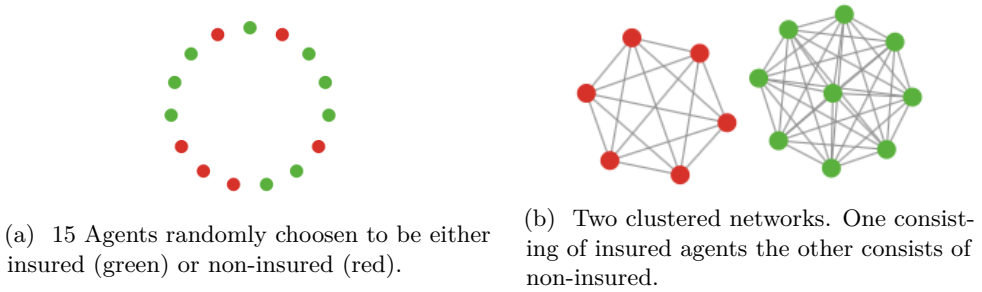 (a) 15 Agents randomly choosen to be either
insured (green) or non-insured (red).
(b) Two clustered networks. One consist-
ing of insured agents the other consists of
non-insured.